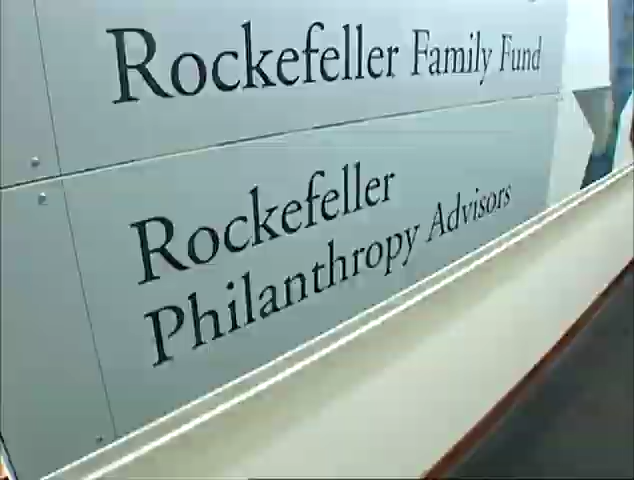 Rockefeller Family Fund
Rockefeller
Philanthropy Advisors